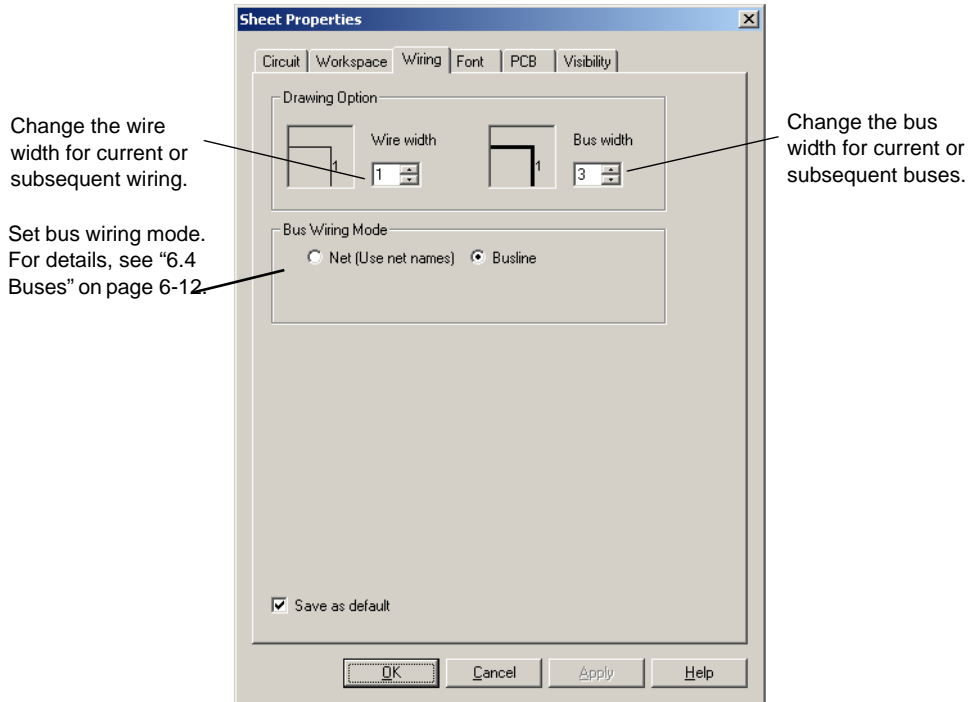 Sheet Properties
Circuit Workspace Wiring Font PCB Visibility
Drawing Option
1
Wire width
1
1
Bus width
3
Change the wire
width for current or
subsequent wiring.
Change the bus
width for current or
subsequent buses.
Set bus wiring mode.
For details, see “6.4
Buses” on page 6-12.
Bus Wiring Mode
Net (Use net names) Busline
Save as default
OK Cancel Apply Help